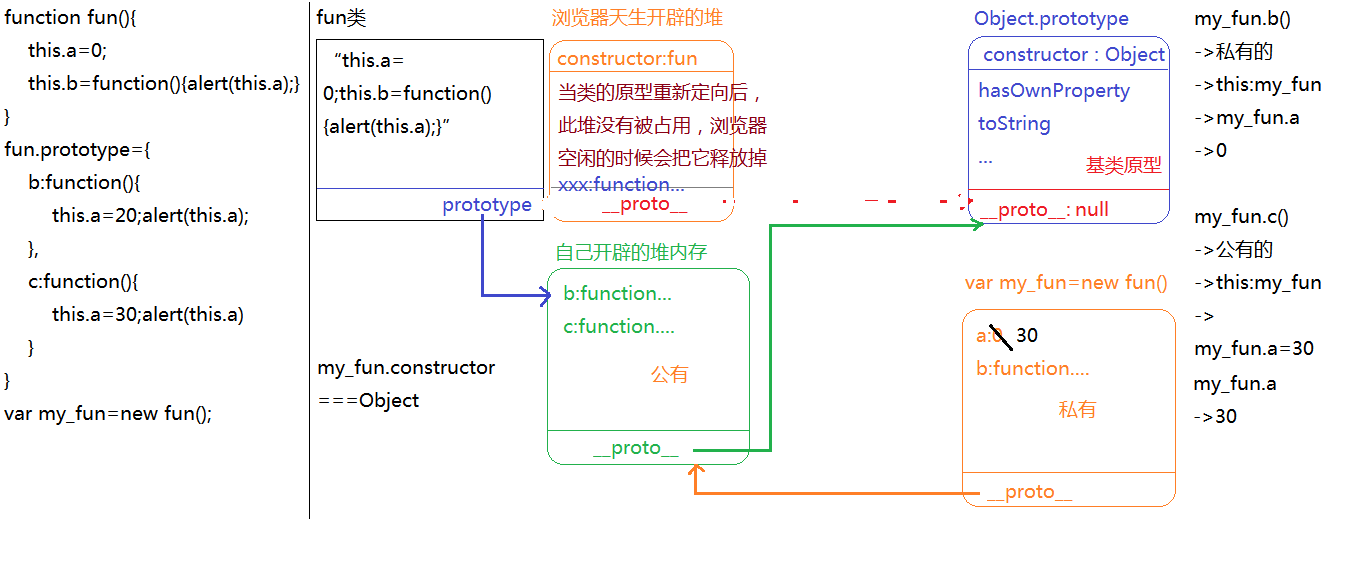 function fun(){
this.a=0;
this.b=function(){alert(this.a);}
}
fun.prototype={
b:function(){
this.a=20;alert(this.a);
},
c:function(){
this.a=30;alert(this.a)
}
}
var my_fun=new fun();
fun类
“this.a=
0;this.b=function()
{alert(this.a);}”
prototype
my_fun.constructor
===Object
浏览器天生开辟的堆
constructor:fun
当类的原型重新定向后，
此堆没有被占用，浏览器
空闲的时候会把它释放掉
xxx:function...
__proto__
自己开辟的堆内存
b:function...
c:function....
公有
__proto__
Object.prototype
constructor : Object
hasOwnProperty
toString
...
基类原型
__proto__: null
var my_fun=new fun()
a:0 30
b:function....
私有
__proto__
my_fun.b()
->私有的
->this:my_fun
->my_fun.a
->0
my_fun.c()
->公有的
->this:my_fun
->
my_fun.a=30
my_fun.a
->30